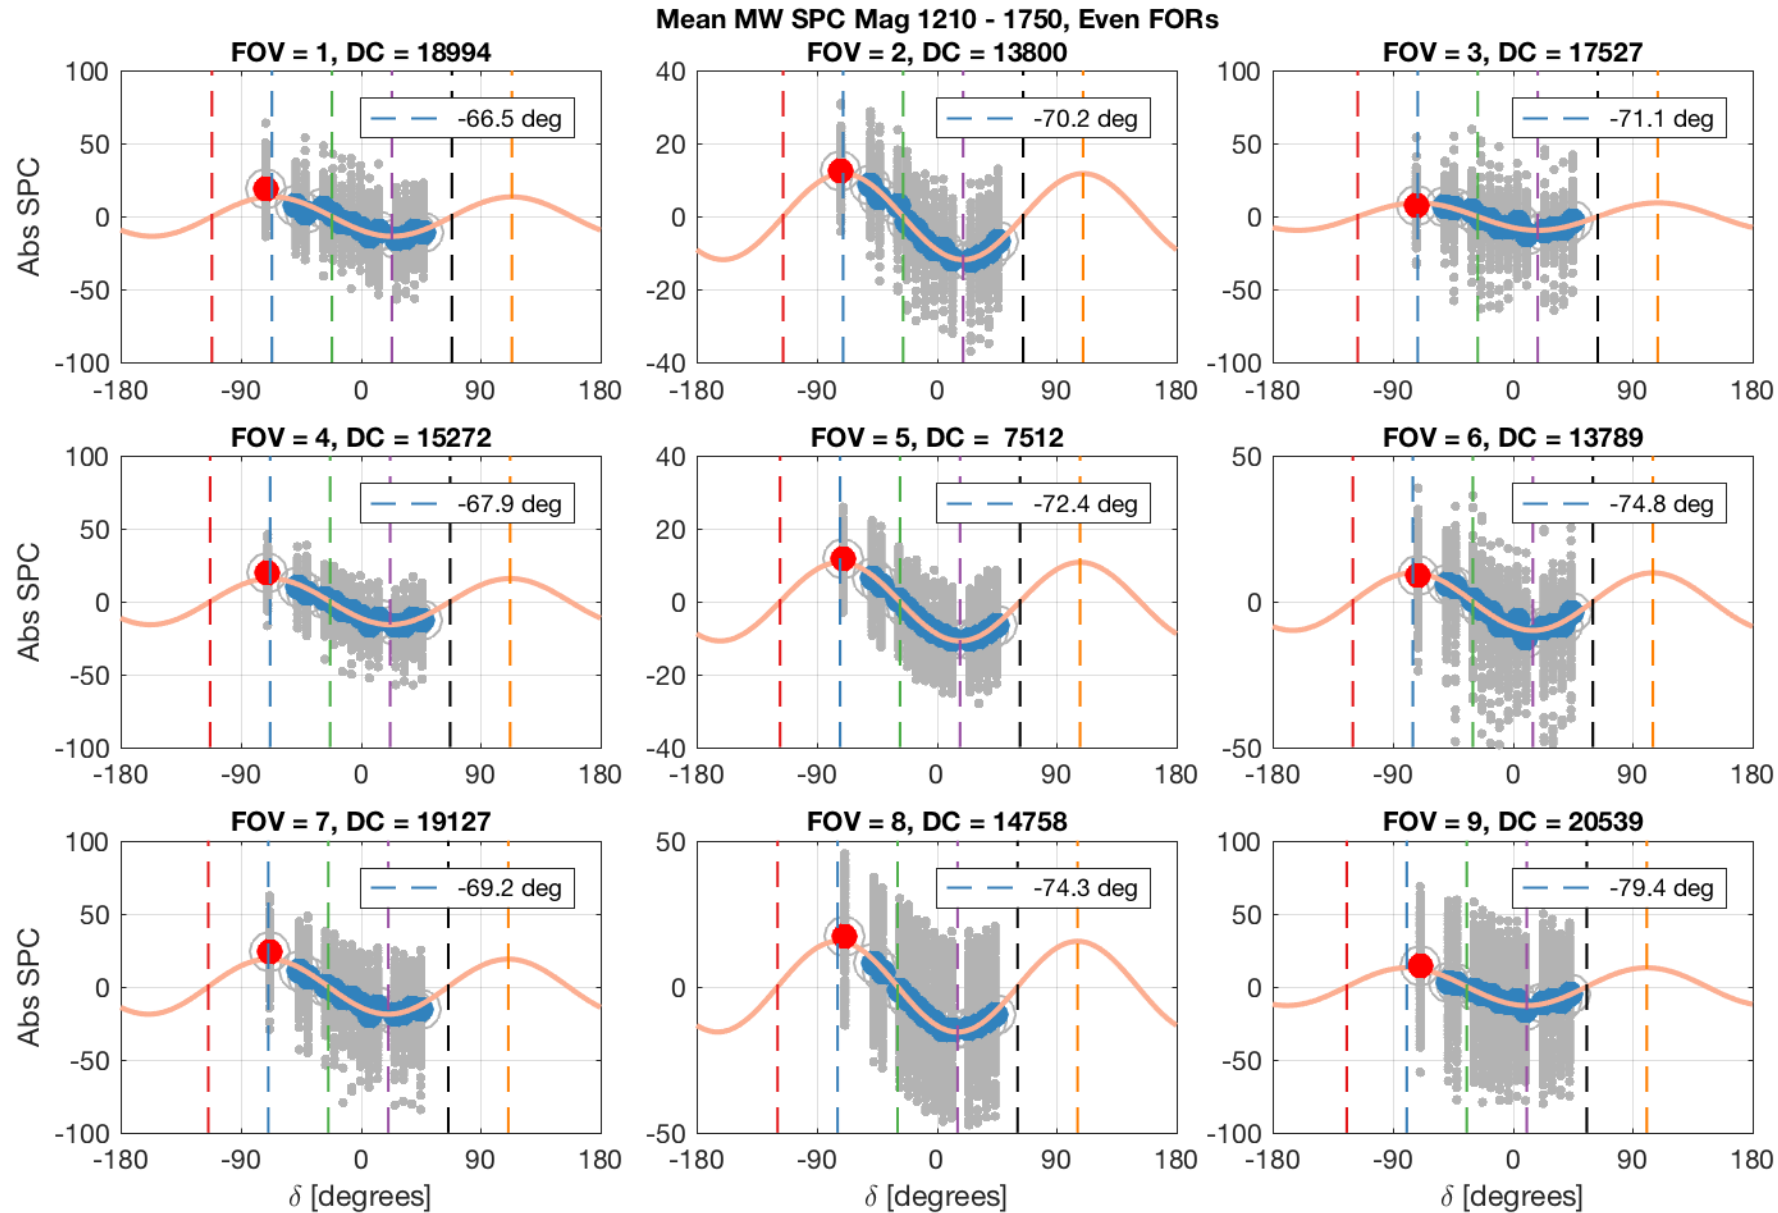 Mean MW SPC Mag 1210 - 1750, Even FORs
FOV = 1, DC = 18994
FOV = 2, DC = 13800
FOV = 3, DC = 17527
100
50
0
-50
-100
Abs SPC
-66.5 deg
-180 -90 0 90 180
40
20
0
-20
-40
-70.2 deg
-180 -90 0 90 180
100
50
0
-50
-100
-71.1 deg
-180 -90 0 90 180
FOV = 4, DC = 15272
FOV = 5, DC = 7512
FOV = 6, DC = 13789
100
50
0
-50
-100
Abs SPC
-67.9 deg
-180 -90 0 90 180
40
20
0
-20
-40
-72.4 deg
-180 -90 0 90 180
50
0
-50
-74.8 deg
-180 -90 0 90 180
FOV = 7, DC = 19127
FOV = 8, DC = 14758
FOV = 9, DC = 20539
100
50
0
-50
-100
Abs SPC
-69.2 deg
-180 -90 0 90 180
δ [degrees]
50
0
-50
-74.3 deg
-180 -90 0 90 180
δ [degrees]
100
50
0
-50
-100
-79.4 deg
-180 -90 0 90 180
δ [degrees]